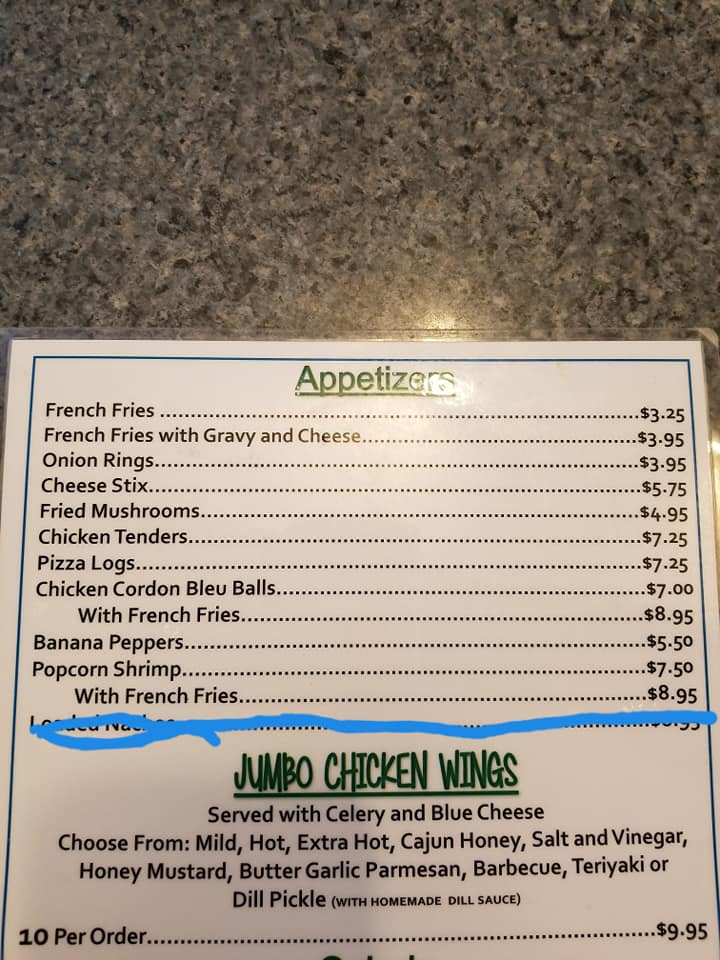 Appetizers
French Fries ........................................................................$3.25
French Fries with Gravy and Cheese..........................................$3.95
Onion Rings.........................................................................$3.95
Cheese Stix..........................................................................$5.75
Fried Mushrooms..................................................................$4.95
Chicken Tenders....................................................................$7.25
Pizza Logs............................................................................$7.25
Chicken Cordon Bleu Balls.......................................................$7.00
With French Fries.............................................................$8.95
Banana Peppers....................................................................$5.50
Popcorn Shrimp....................................................................$7.50
With French Fries.............................................................$8.95
Loaded Nachos
JUMBO CHICKEN WINGS
Served with Celery and Blue Cheese
Choose From: Mild, Hot, Extra Hot, Cajun Honey, Salt and Vinegar,
Honey Mustard, Butter Garlic Parmesan, Barbecue, Teriyaki or
Dill Pickle (WITH HOMEMADE DILL SAUCE)
10 Per Order.........................................................................$9.95